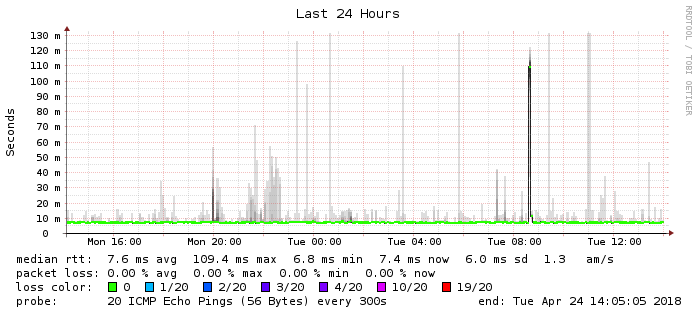 Last 24 Hours
RRDTOOL / TOBI OETIKER
Seconds
130 m
120 m
110 m
100 m
90 m
80 m
70 m
60 m
50 m
40 m
30 m
20 m
10 m
0
Mon 16:00 Mon 20:00 Tue 00:00 Tue 04:00 Tue 08:00 Tue 12:00
median rtt: 7.6 ms avg 109.4 ms max 6.8 ms min 7.4 ms now 6.0 ms sd 1.3 am/s
packet loss: 0.00 % avg 0.00 % max 0.00 % min 0.00 % now
loss color: 0 1/20 2/20 3/20 4/20 10/20 19/20
probe: 20 ICMP Echo Pings (56 Bytes) every 300s end: Tue Apr 24 14:05:05 2018